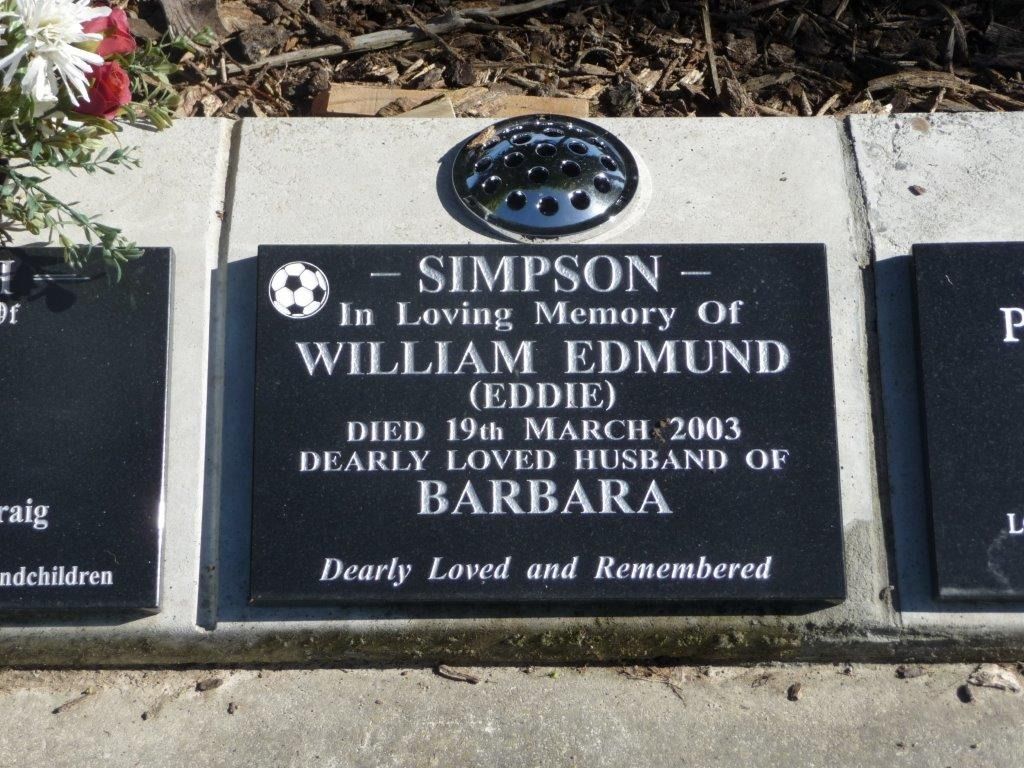 — SIMPSON —
In Loving Memory Of
WILLIAM EDMUND
(EDDIE)
DIED 19th MARCH 2003
DEARLY LOVED HUSBAND OF
BARBARA
Dearly Loved and Remembered